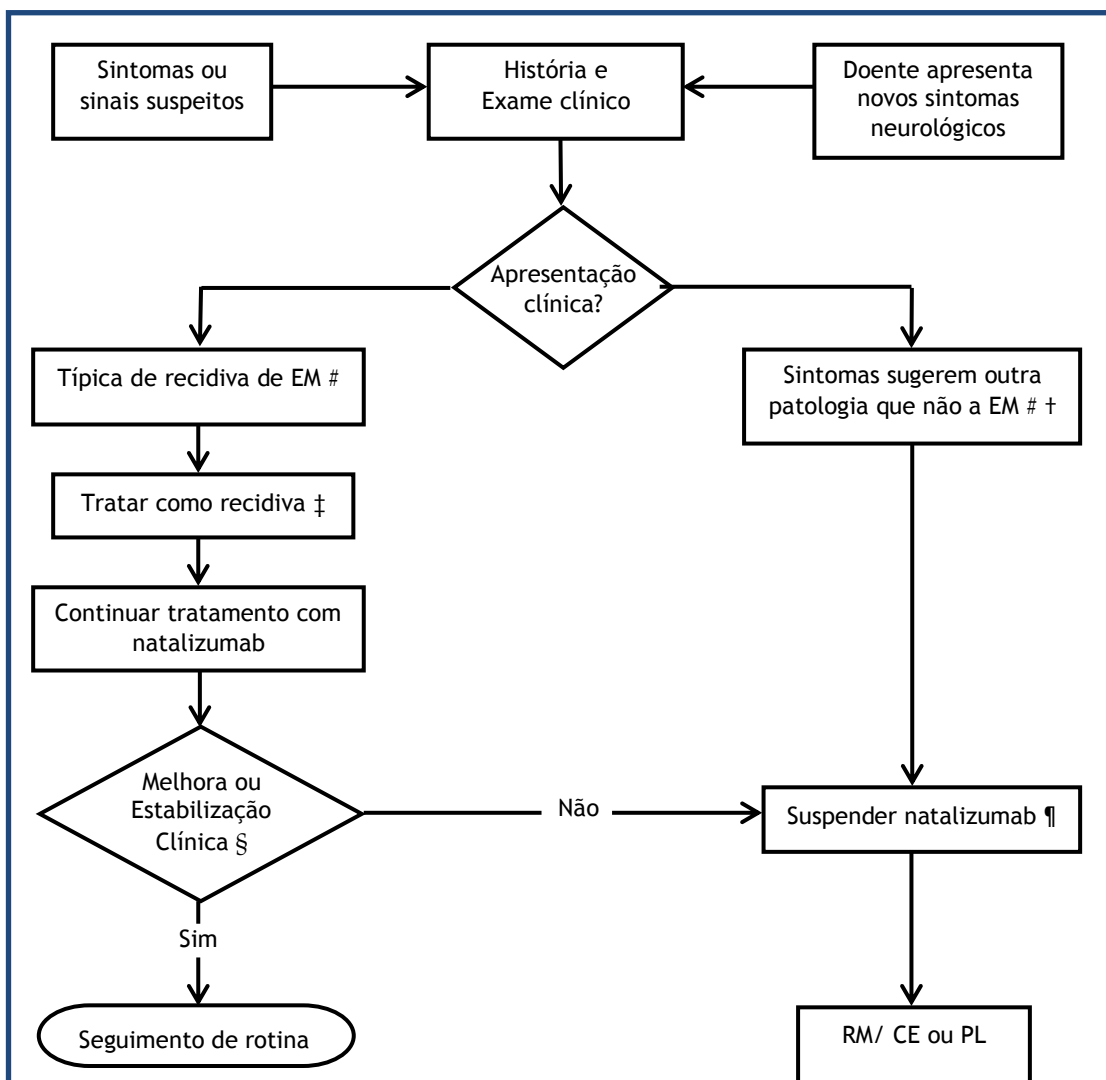 Sintomas ou
sinais suspeitos
História e
Exame clínico
Doente apresenta
novos sintomas
neurológicos
Apresentação
clínica?
Típica de recidiva de EM #
Sintomas sugerem outra
patologia que não a EM # †
Tratar como recidiva ‡
Continuar tratamento com
natalizumab
Melhora ou
Estabilização
Clínica §
Não
Suspender natalizumab ¶
Sim
Seguimento de rotina
RM/ CE ou PL